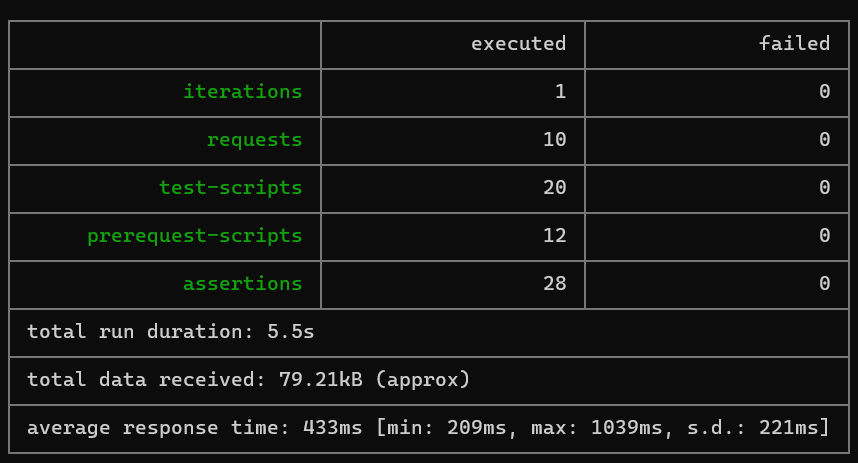 executed failed
iterations 1 0
requests 10 0
test-scripts 20 0
prerequest-scripts 12 0
assertions 28 0
total run duration: 5.5s
total data received: 79.21kB (approx)
average response time: 433ms [min: 209ms, max: 1039ms, s.d.: 221ms]